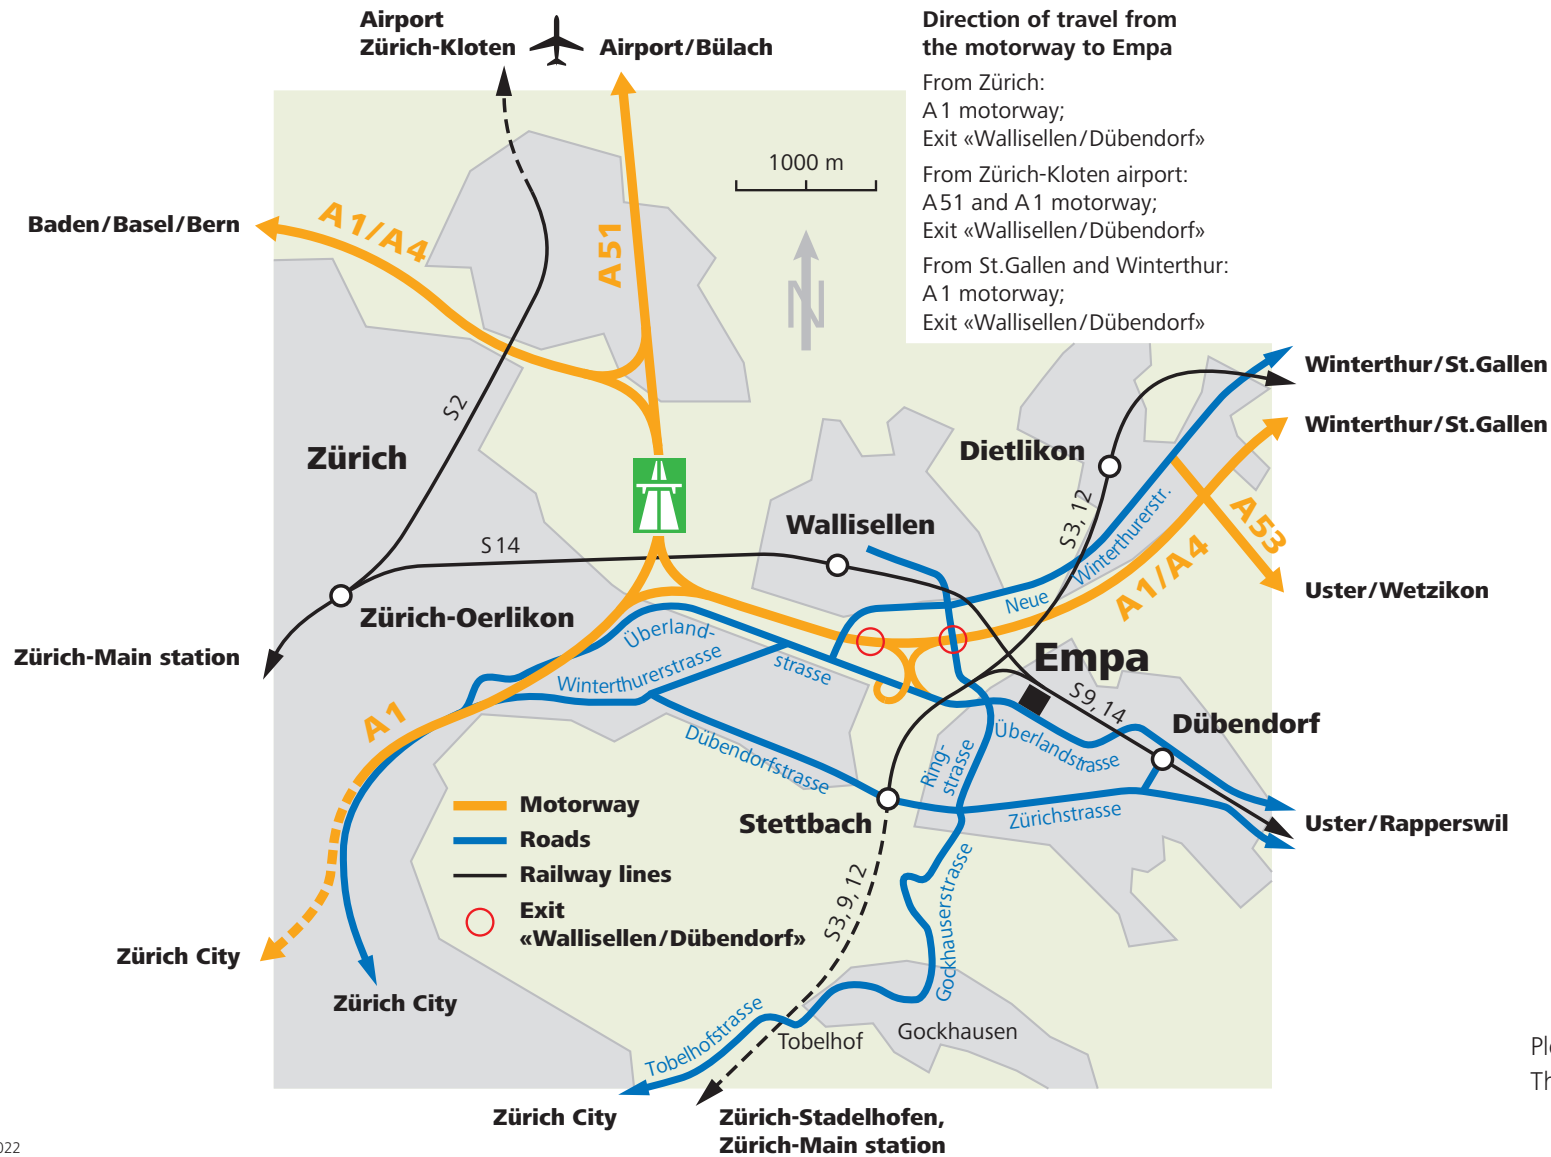 Airport
Zürich-Kloten
Airport/Bülach
Direction of travel from
the motorway to Empa
From Zürich:
A1 motorway;
Exit «Wallisellen/Dübendorf»
From Zürich-Kloten airport:
A51 and A1 motorway;
Exit «Wallisellen/Dübendorf»
From St.Gallen and Winterthur:
A1 motorway;
Exit «Wallisellen/Dübendorf»
1000 m
N
Baden/Basel/Bern
A1/A4
A51
Winterthur/St.Gallen
Winterthur/St.Gallen
S2
Zürich
Dietlikon
Wallisellen
S14
S3, 12
Neue
Winterthurerstr.
A53
A1/A4
Uster/Wetzikon
Zürich-Oerlikon
Zürich-Main station
Überland-
strasse
Winterthurerstrasse
Empa
S9, 14
Dübendorf
A1
Dübendorfstrasse
Ring-
strasse
Überlandstrasse
Zürichstrasse
Uster/Rapperswil
Stettbach
Motorway
Roads
Railway lines
Exit
«Wallisellen/Dübendorf»
S3, 9, 12
Gockhauserstrasse
Zürich City
Zürich City
Tobelhofstrasse
Tobelhof
Gockhausen
Zürich City
Zürich-Stadelhofen,
Zürich-Main station
022